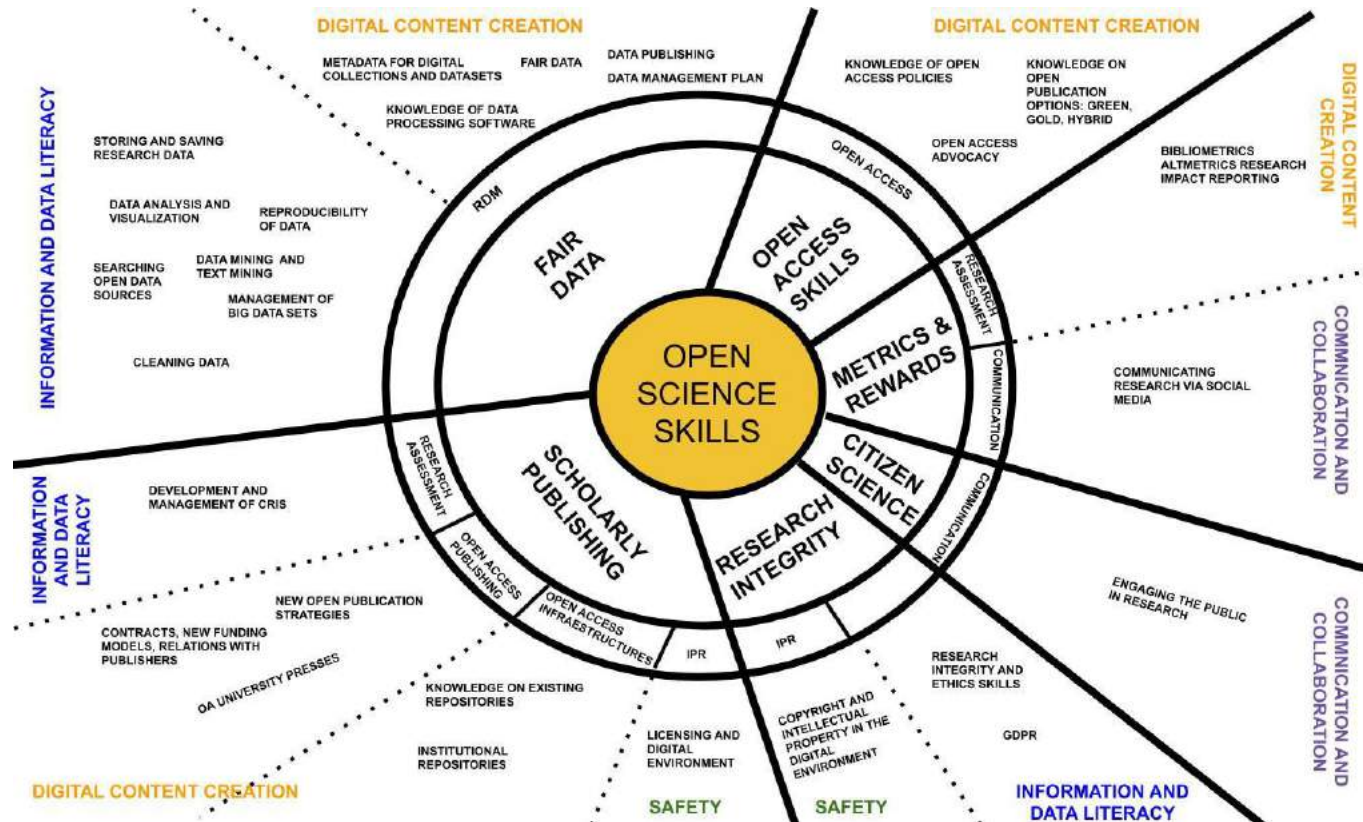 DIGITAL CONTENT CREATION
METADATA FOR DIGITAL
COLLECTIONS AND DATASETS
FAIR DATA
DATA PUBLISHING
DATA MANAGEMENT PLAN
KNOWLEDGE OF DATA
PROCESSING SOFTWARE
DIGITAL CONTENT CREATION
KNOWLEDGE OF OPEN
ACCESS POLICIES
KNOWLEDGE ON
OPEN
PUBLICATION
OPTIONS: GREEN,
GOLD, HYBRID
OPEN ACCESS
ADVOCACY
DIGITAL CONTENT
CREATION
BIBLIOMETRICS
ALTMETRICS RESEARCH
IMPACT REPORTING
INFORMATION AND DATA LITERACY
STORING AND SAVING
RESEARCH DATA
DATA ANALYSIS AND
VISUALIZATION
REPRODUCIBILITY
OF DATA
SEARCHING
OPEN DATA
SOURCES
DATA MINING AND
TEXT MINING
MANAGEMENT OF
BIG DATA SETS
CLEANING DATA
RDM
FAIR
DATA
OPEN ACCESS
OPEN
ACCESS
SKILLS
RESEARCH
ASSESSMENT
METRICS &
REWARDS
COMMUNICATION
COMMNICATION AND
COLLABORATION
COMMUNICATING
RESEARCH VIA SOCIAL
MEDIA
OPEN
SCIENCE
SKILLS
CITIZEN
SCIENCE
COMMUNICATION
ENGAGING THE PUBLIC
IN RESEARCH
COMMNICATION AND
COLLABORATION
RESEARCH
INTEGRITY
IPR
RESEARCH
INTEGRITY AND
ETHICS SKILLS
GDPR
INFORMATION AND
DATA LITERACY
COPYRIGHT AND
INTELLECTUAL
PROPERTY IN THE
DIGITAL
ENVIRONMENT
SAFETY
SCHOLARLY
PUBLISHING
RESEARCH
ASSESSMENT
INFORMATION
AND DATA
LITERACY
DEVELOPMENT AND
MANAGEMENT OF CRIS
OPEN ACCESS
PUBLISHING
NEW OPEN PUBLICATION
STRATEGIES
CONTRACTS, NEW FUNDING
MODELS, RELATIONS WITH
PUBLISHERS
OA UNIVERSITY PRESSES
OPEN ACCESS
INFRAESTRUCTURES
KNOWLEDGE ON EXISTING
REPOSITORIES
INSTITUTIONAL
REPOSITORIES
DIGITAL CONTENT CREATION
IPR
LICENSING AND
DIGITAL
ENVIRONMENT
SAFETY